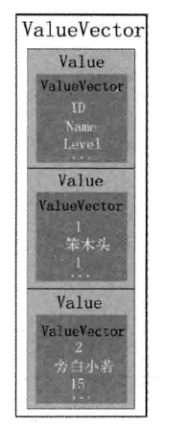 ValueVector
Value
ValueVector
ID
Name
Level
...
Value
ValueVector
1
笨木头
1
...
Value
ValueVector
2
白小若
15
...